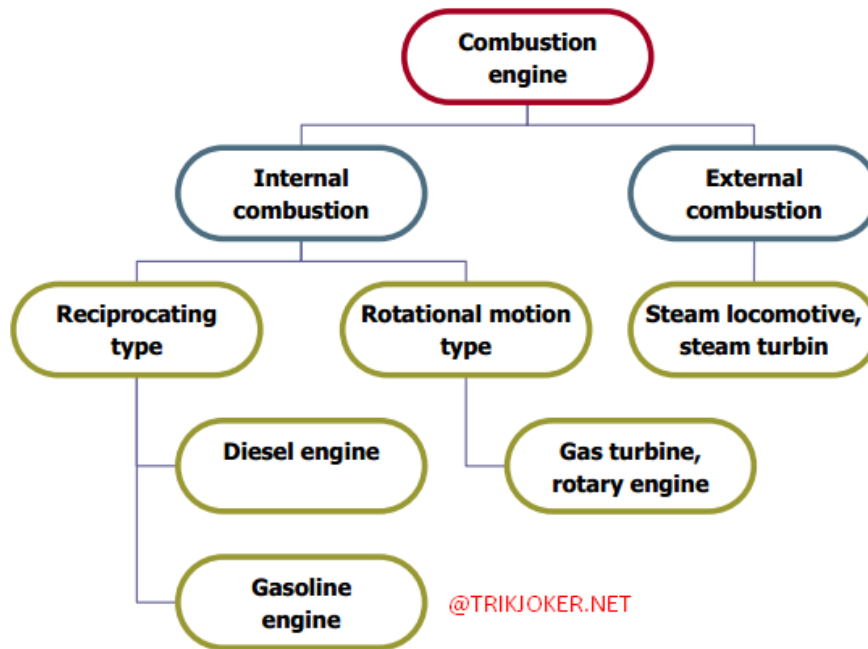 Combustion
engine
Internal
combustion
External
combustion
Reciprocating
type
Rotational motion
type
Steam locomotive,
steam turbin
Diesel engine
Gas turbine,
rotary engine
Gasoline
engine
@TRIKJOKER.NET